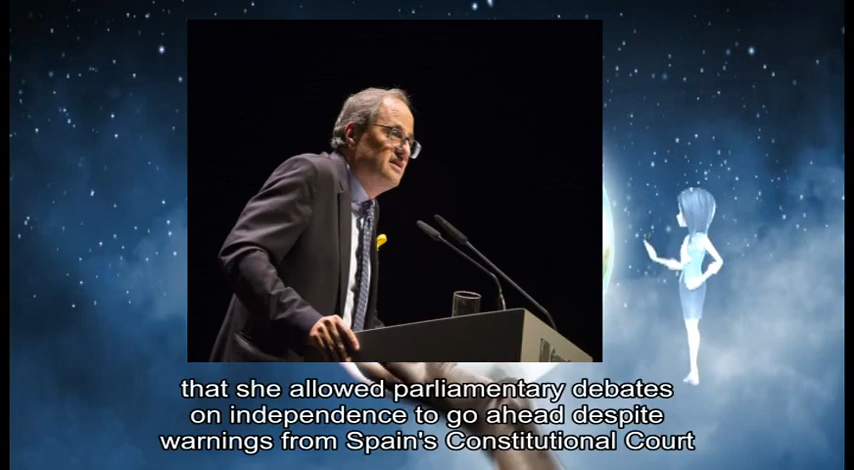 that she allowed parliamentary debates
on independence to go ahead despite
warnings from Spain's Constitutional Court